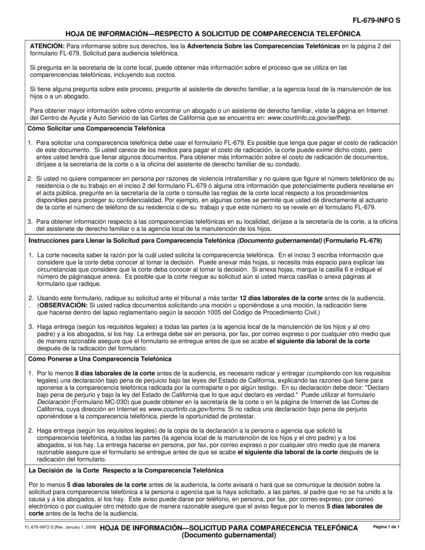 FL-679-INFO S
HOJA DE INFORMACIÓN—RESPECTO A SOLICITUD DE COMPARECENCIA TELEFÓNICA
ATENCIÓN: Para informarse sobre sus derechos, lea la Advertencia Sobre las Comparecencias Telefónicas en la página 2 del
formulario FL-679, Solicitud para audiencia telefónica.
Si pregunta en la secretaría de la corte local, puede obtener más información sobre el proceso que se utiliza en las
comparencencias telefónicas, incluyendo sus coctos.
Si tiene alguna pregunta sobre este proceso, pregunte al asistente de derecho familiar, a la agencia local de la manutención de los
hijos o a un abogado.
Para obtener mayor información sobre cómo encontrar un abogado o un asistente de derecho familiar, visite la página en Internet
del Centro de Ayuda y Auto Servicio de las Cortes de California que se encuentra en: www.courtinfo.ca.gov/selfhelp.
Cómo Solicitar una Comparecencia Telefónica
1. Para solicitar una comparecencia telefónica debe usar el formulario FL-679. Es posible que tenga que pagar el costo de radicación
de este documento. Si usted carece de los medios para pagar el costo de radicación, la corte puede eximir dicho costo, pero
antes usted tendrá que llenar algunos documentos. Para obtener más información sobre el costo de radicación de documentos,
diríjase a la secretaría de la corte o a la oficina del asistente de derecho familiar de su condado.
2. Si usted no quiere comparecer en persona por razones de violencia intrafamiliar y no quiere que figure el número telefónico de su
residencia o de su trabajo en el inciso 2 del formulario FL-679 ó alguna otra información que potencialmente pudiera revelarse en
el acta pública, pregunte en la secretaría de la corte o consulte las reglas de la corte local respecto a los procedimientos
disponibles para proteger su confidencialidad. Por ejemplo, en algunas cortes se permite que usted dé directamente al actuario
de la corte el número de teléfono de su residencia o de su trabajo y que este número no se revele en el formulario FL-679.
3. Para obtener información respecto a las comparecencias telefónicas en su localidad, diríjase a la secretaría de la corte, a la oficina
del asistenete de derecho familiar o a la agencia local de la manutención de los hijos.
Instrucciones para Llenar la Solicitud para Comparecencia Telefónica (Documento gubernamental) (Formulario FL-679)
1. La corte necesita saber la razón por la cuál usted solicita la comparecencia telefónica. En el inciso 3 escriba información que
considere que la corte deba conocer al tomar la decisión. Puede anexar más hojas, si necesita más espacio para explicar las
circunstancias que considere que la corte deba conocer al tomar la decisión. Si anexa hojas, marque la casilla 6 e indique el
número de páginasque anexa. Es posible que la corte niegue su solicitud aún si usted marca casillas o anexa páginas al
formulario que radique.
2. Usando este formulario, radique su solicitud ante el tribunal a más tardar 12 días laborales de la corte antes de la audiencia.
. (OBSERVACIÓN: Si usted radica documentos solicitando una moción u oponiéndose a una moción, la radicación tiene
que hacerse dentro del lapso reglamentario según la sección 1005 del Código de Procedimiento Civil.)
3. Haga entrega (según los requisitos legales) a todas las partes (a la agencia local de la manutención de los hijos y al otro
padre) y a los abogados, si los hay. La entrega debe ser en persona, por fax, por correo expreso o por cualquier otro medio que
de manera razonable asegure que el formulario se entregue antes de que se acabe el siguiente día laboral de la corte
después de la radicación del formulario.
Cómo Ponerse a Una Comparecencia Telefónica
1. Por lo menos 8 días laborales de la corte antes de la audiencia, es necesario radicar y entregar (cumpliendo con los requisitos
legales) una declaración bajo pena de perjuicio bajo las leyes del Estado de California, explicando las razones que tiene para
oponerse a la comparecencia telefónica radicada por la contraparte o por algún testigo. En su declaración debe decir: "Declaro
bajo pena de perjurio y bajo la ley del Estado de California que lo que aquí declaro es verdad." Puede utilizar el formulario
Declaración (Formulario MC-030) que puede obtener en la secretaría de la corte o en la página de Internet de las Cortes de
California, cuya dirección en Internet es www.courtinfo.ca.gov/forms. Si no radica una declaración bajo pena de perjurio
oponiéndose a la comparecencia telefónica, pierde la oportunidad de protestar.
2. Haga entrega (según los requisitos legales) de la copia de la declaración a la persona o agencia que solicitó la
comparecencia telefónica, a todas las partes (la agencia local de la manutención de los hijos y el otro padre) y a los
abogados, si los hay. La entrega hacerse en persona, por fax, por correo expreso o por cualquier otro medio que de manera
razonable asegure que el formulario se entregue antes de que se acabe el siguiente día laboral de la corte después de la
radicación del formulario.
La Decisión de la Corte Respecto a la Comparecencia Telefónica
Por lo menos 5 días laborales de la corte antes de la audiencia, la corte avisará o hará que se comunique la decisión sobre la
solicitud para comparecencia telefónica a la persona o agencia que la haya solicitado, a las partes, al padre que no se ha unido a la
causa y a los abogados, si los hay. Este aviso puede darse por teléfono, en persona, por fax, por correo expreso, por correo
electrónico o por cualquier otro método que de manera razonable asegure que el aviso llegue por lo menos 5 días laborales de
corte antes de la fecha de la audiencia.
FL-679-INFO S [Rev. January 1, 2008] HOJA DE INFORMACIÓN—SOLICITUD PARA COMPARECENCIA TELEFÓNICA Página 1 de 1
(Documento gubernamental)